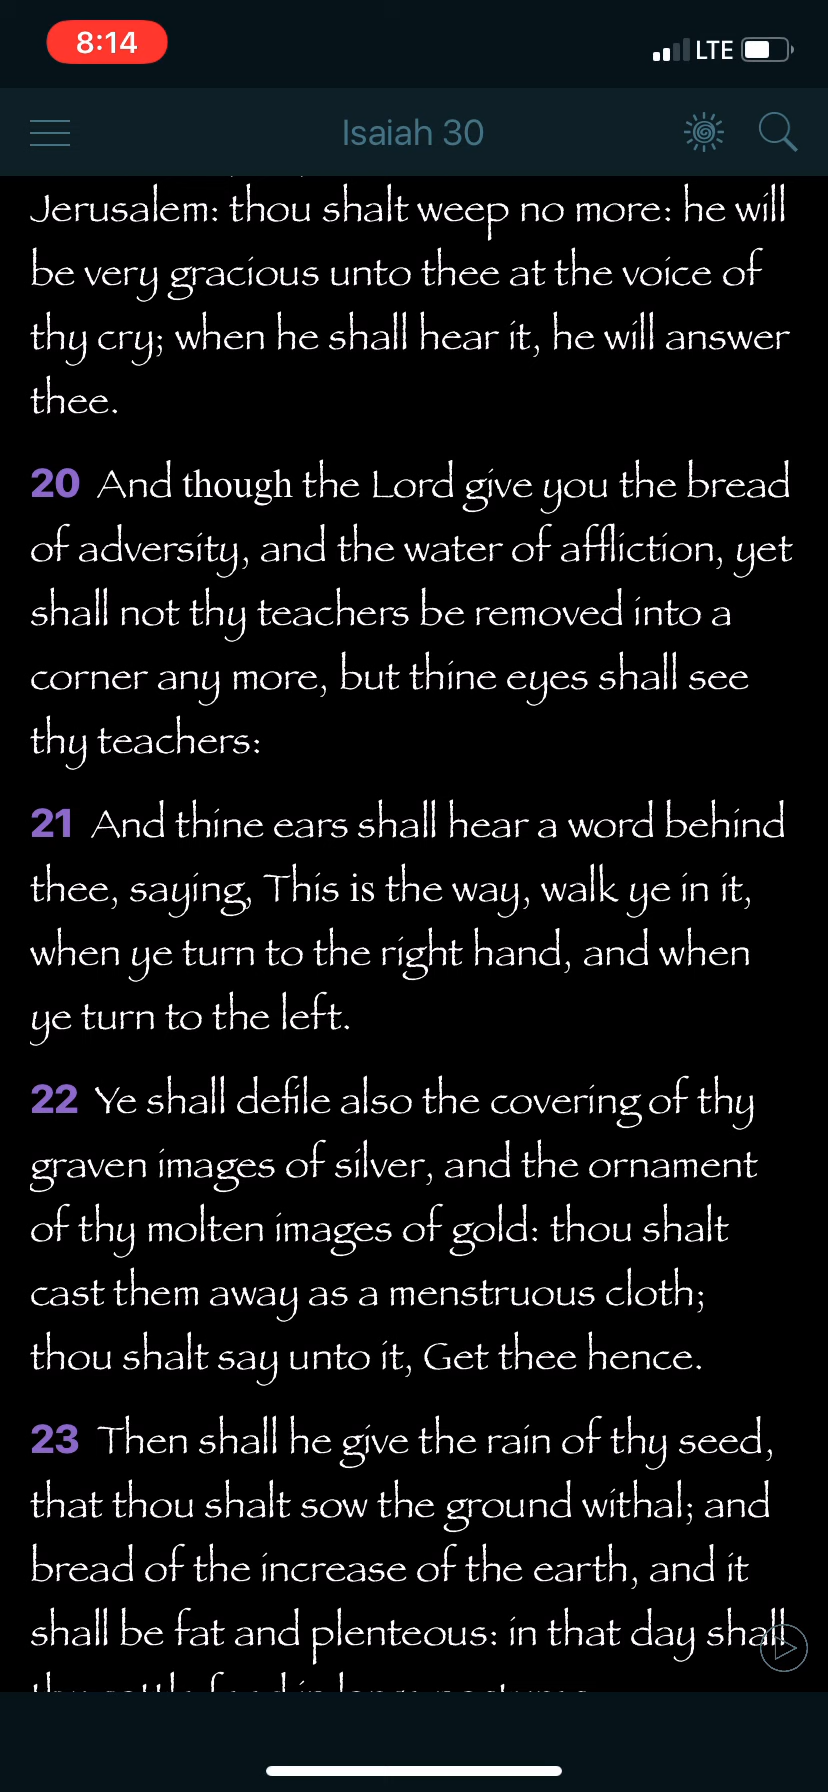 8:14
LTE
Isaiah 30
Jerusalem: thou shalt weep no more: he will
be very gracious unto thee at the voice of
thy cry; when he shall hear it, he will answer
thee.
20 And though the Lord give you the bread
of adversity, and the water of affliction, yet
shall not thy teachers be removed into a
corner any more, but thine eyes shall see
thy teachers:
21 And thine ears shall hear a word behind
thee, saying, This is the way, walk ye in it,
when ye turn to the right hand, and when
ye turn to the left.
22 Ye shall defile also the covering of thy
graven images of silver, and the ornament
of thy molten images of gold: thou shalt
cast them away as a menstruous cloth;
thou shalt say unto it, Get thee hence.
23 Then shall he give the rain of thy seed,
that thou shalt sow the ground withal; and
bread of the increase of the earth, and it
shall be fat and plenteous: in that day shall